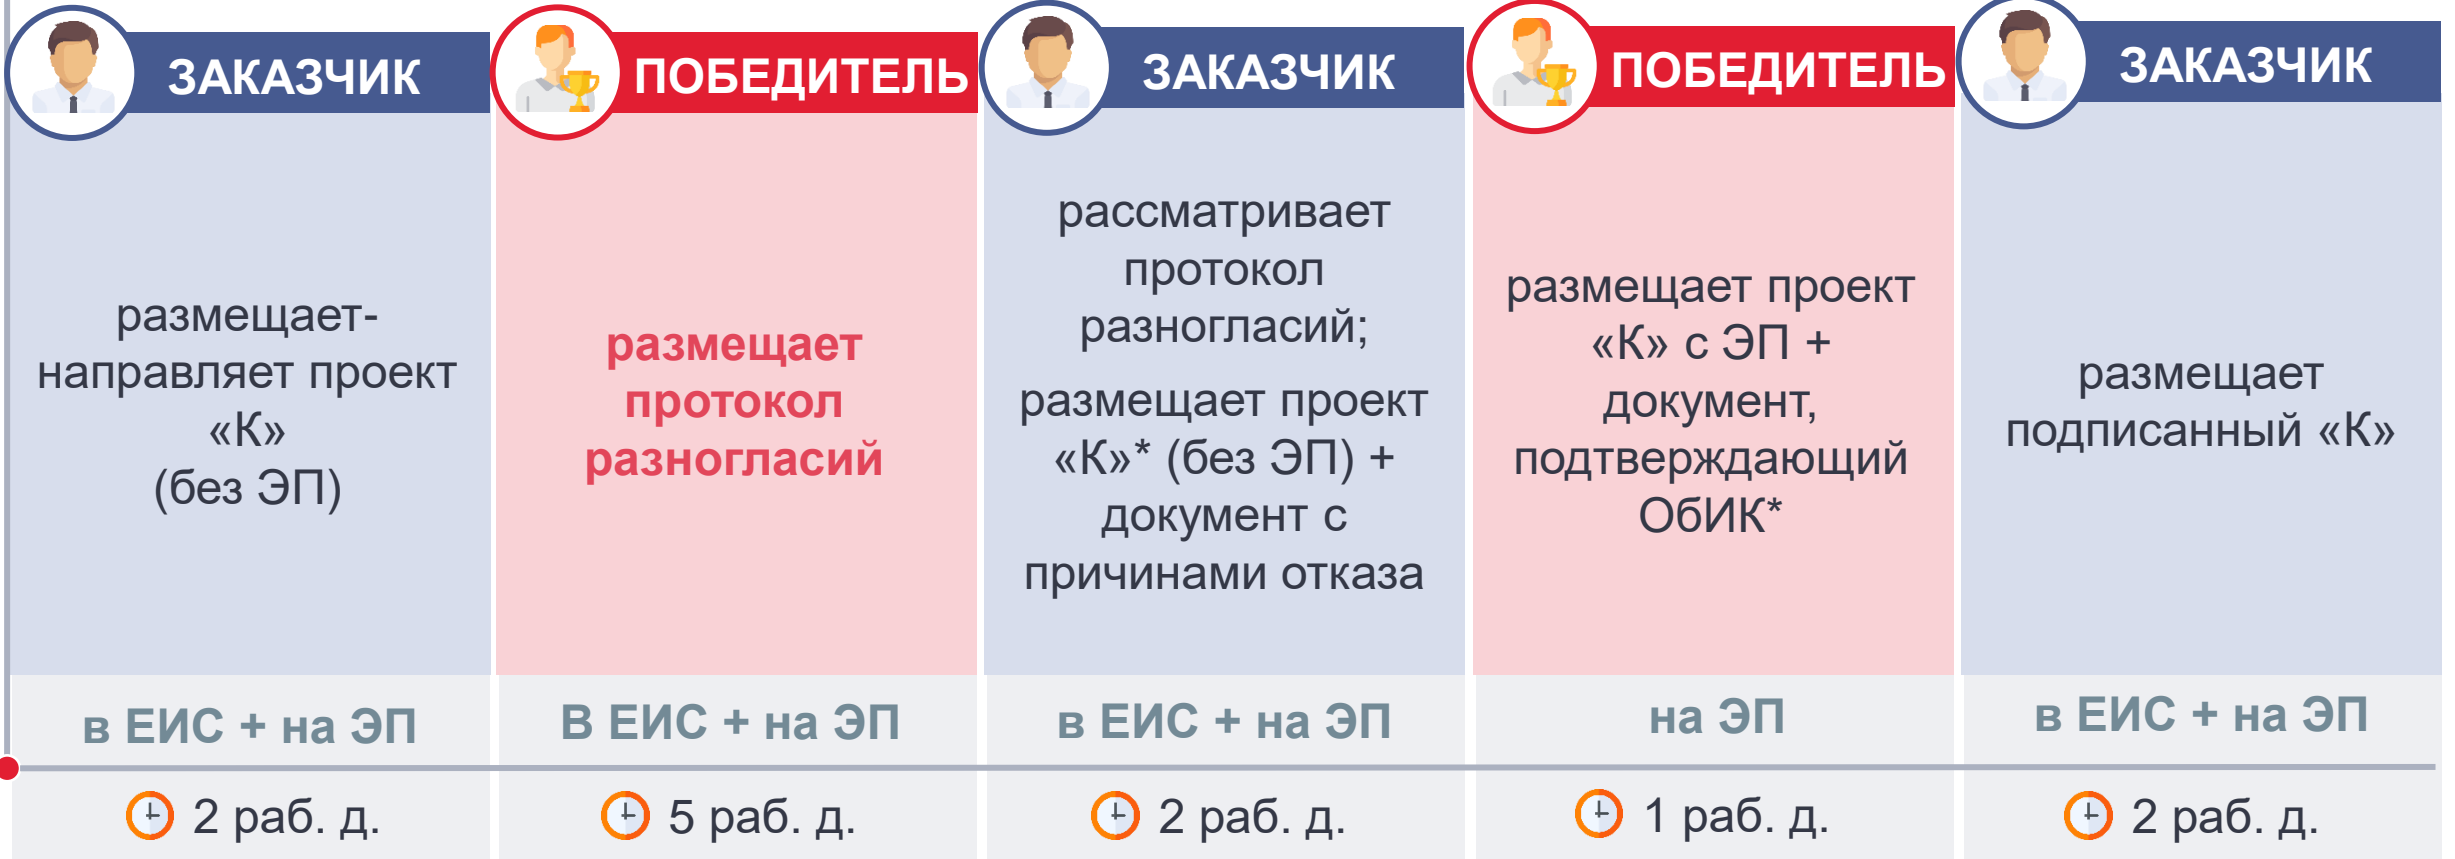 ЗАКАЗЧИК
размещает-
направляет проект
«К»
(без ЭП)
в ЕИС + на ЭП
2 раб. д.
ПОБЕДИТЕЛЬ
размещает
протокол
разногласий
В ЕИС + на ЭП
5 раб. д.
ЗАКАЗЧИК
рассматривает
протокол
разногласий;
размещает проект
«К»* (без ЭП) +
документ с
причинами отказа
в ЕИС + на ЭП
2 раб. д.
ПОБЕДИТЕЛЬ
размещает проект
«К» с ЭП +
документ,
подтверждающий
ОбИК*
на ЭП
1 раб. д.
ЗАКАЗЧИК
размещает
подписанный «К»
в ЕИС + на ЭП
2 раб. д.